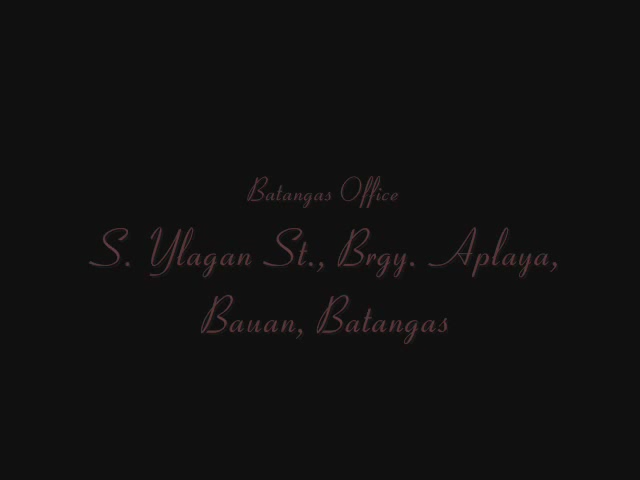 Batangas Office
S. Ylagan St., Brgy. Aplaya,
Bauan, Batangas